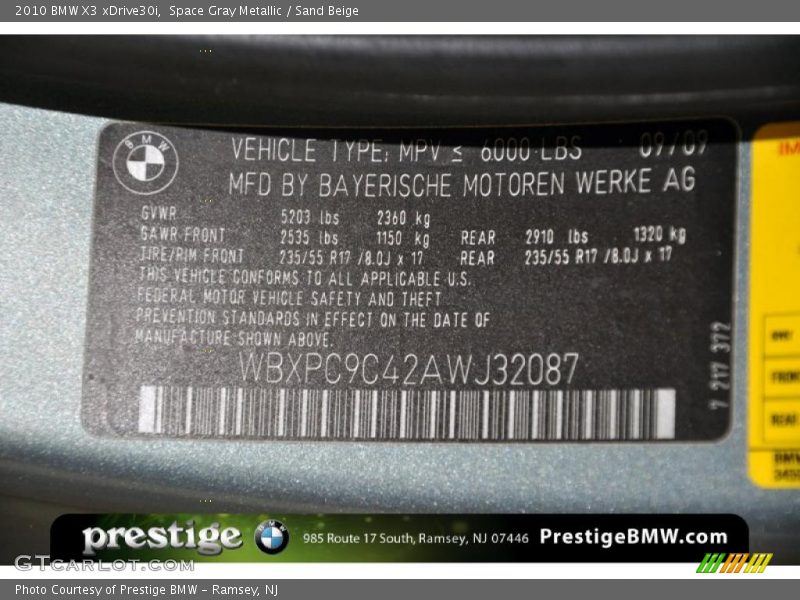 2010 BMW X3 xDrive30i, Space Gray Metallic / Sand Beige
BMW
VEHICLE TYPE: MPV ≤ 6000 LBS 09/09
MFD BY BAYERISCHE MOTOREN WERKE AG
GVWR 5203 lbs 2360 kg
GAWR FRONT 2535 lbs 1150 kg REAR 2910 lbs 1320 kg
TIRE/RIM FRONT 235/55 R17 /8.0J x 17 REAR 235/55 R17 /8.0J x 17
THIS VEHICLE CONFORMS TO ALL APPLICABLE U.S.
FEDERAL MOTOR VEHICLE SAFETY AND THEFT
PREVENTION STANDARDS IN EFFECT ON THE DATE OF
MANUFACTURE SHOWN ABOVE.
WBXPC9C42AWJ32087
7 217 372
IM
FRONT
REAR
BMW
prestige BMW 985 Route 17 South, Ramsey, NJ 07446 PrestigeBMW.com
GTCarLot.com
Photo Courtesy of Prestige BMW - Ramsey, NJ